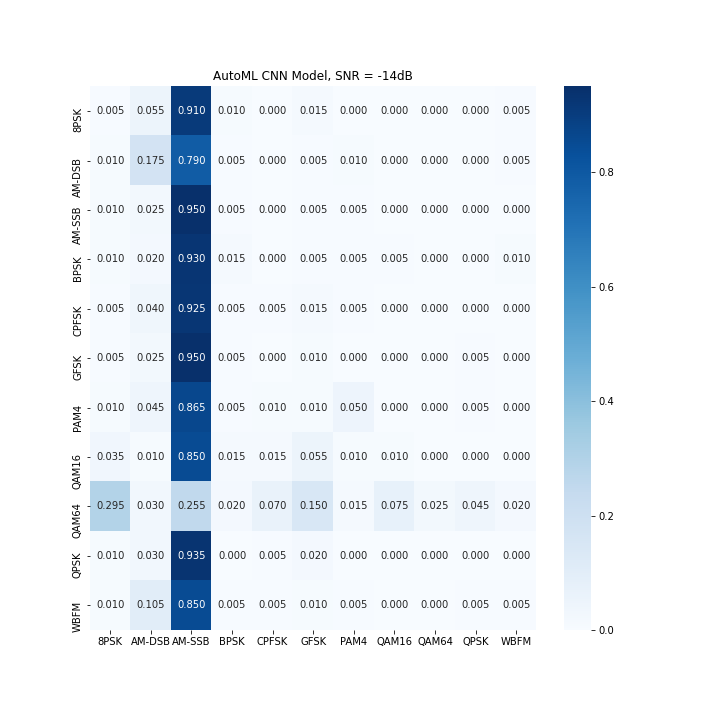 AutoML CNN Model, SNR = -14dB
8PSK 0.005 0.055 0.910 0.010 0.000 0.015 0.000 0.000 0.000 0.000 0.005
AM-DSB 0.010 0.175 0.790 0.005 0.000 0.005 0.010 0.000 0.000 0.000 0.005
0.8
AM-SSB 0.010 0.025 0.950 0.005 0.000 0.005 0.005 0.000 0.000 0.000 0.000
BPSK 0.010 0.020 0.930 0.015 0.000 0.005 0.005 0.005 0.000 0.000 0.010
0.6
CPFSK 0.005 0.040 0.925 0.005 0.005 0.015 0.005 0.000 0.000 0.000 0.000
GFSK 0.005 0.025 0.950 0.005 0.000 0.010 0.000 0.000 0.000 0.005 0.000
0.4
PAM4 0.010 0.045 0.865 0.005 0.010 0.010 0.050 0.000 0.000 0.005 0.000
QAM16 0.035 0.010 0.850 0.015 0.015 0.055 0.010 0.010 0.000 0.000 0.000
QAM64 0.295 0.030 0.255 0.020 0.070 0.150 0.015 0.075 0.025 0.045 0.020
0.2
QPSK 0.010 0.030 0.935 0.000 0.005 0.020 0.000 0.000 0.000 0.000 0.000
WBFM 0.010 0.105 0.850 0.005 0.005 0.010 0.005 0.000 0.000 0.005 0.005
0.0
8PSK AM-DSB AM-SSB BPSK CPFSK GFSK PAM4 QAM16 QAM64 QPSK WBFM